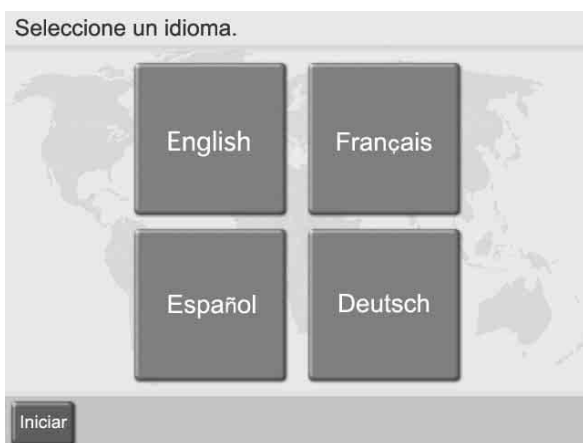 Seleccione un idioma.
English
Français
Español
Deutsch
Iniciar